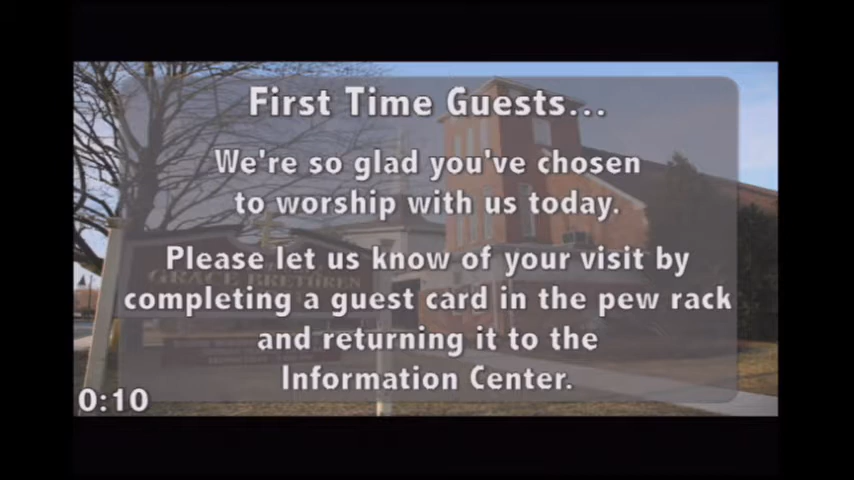 First Time Guests...
We're so glad you've chosen
to worship with us today.
Please let us know of your visit by
completing a guest card in the pew rack
and returning it to the
Information Center.
GRACE BRETHREN
0:10